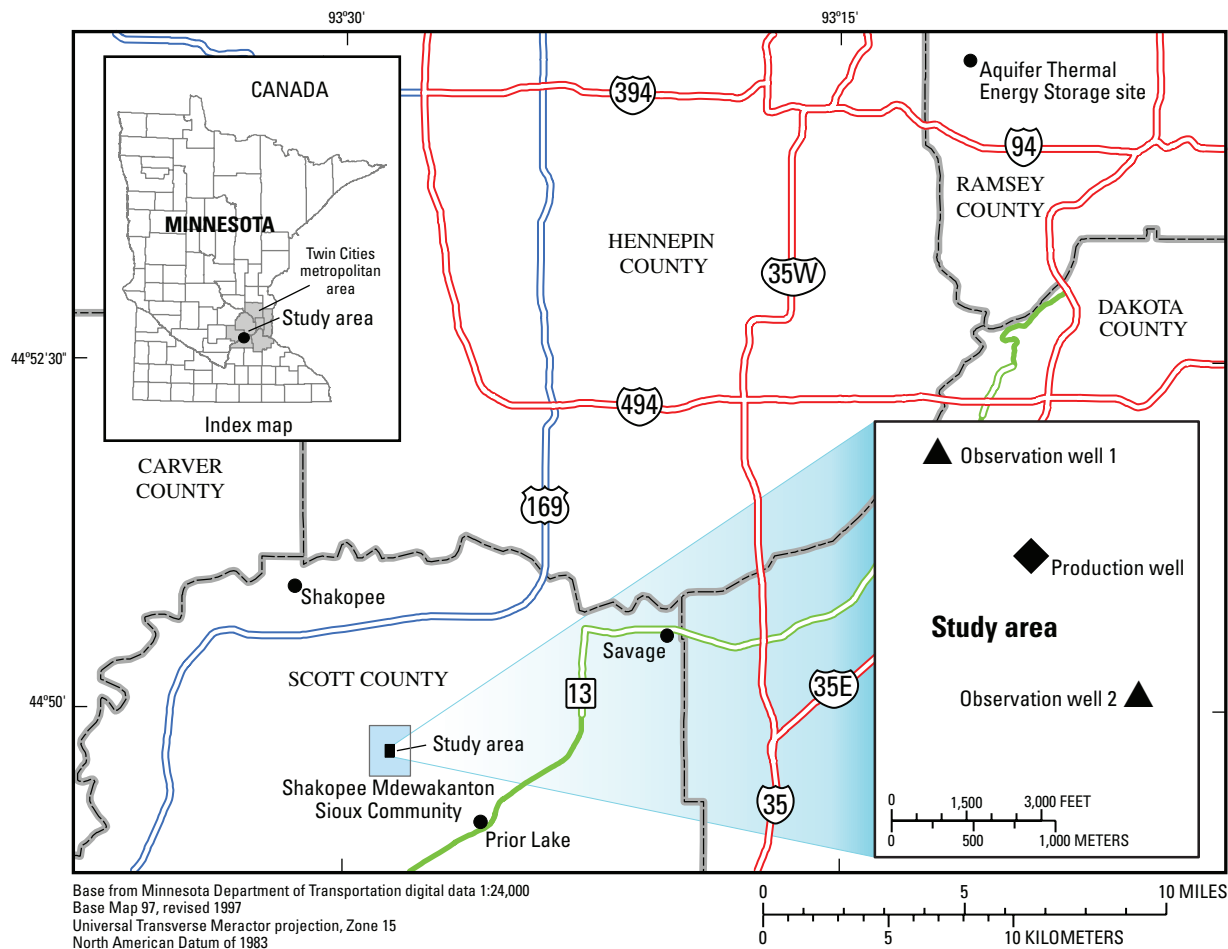 93°30'
93°15'
CANADA
MINNESOTA
Twin Cities
metropolitan
area
Study area
Index map
394
Aquifer Thermal
Energy Storage site
94
RAMSEY
COUNTY
HENNEPIN
COUNTY
35W
DAKOTA
COUNTY
44°52'30"
494
CARVER
COUNTY
169
Shakopee
Savage
SCOTT COUNTY
13
35E
44°50'
Study area
Shakopee Mdewakanton
Sioux Community
Prior Lake
35
Observation well 1
Production well
Study area
Observation well 2
0 1,500 3,000 FEET
0 500 1,000 METERS
Base from Minnesota Department of Transportation digital data 1:24,000
Base Map 97, revised 1997
Universal Transverse Meractor projection, Zone 15
North American Datum of 1983
0 5 10 MILES
0 5 10 KILOMETERS